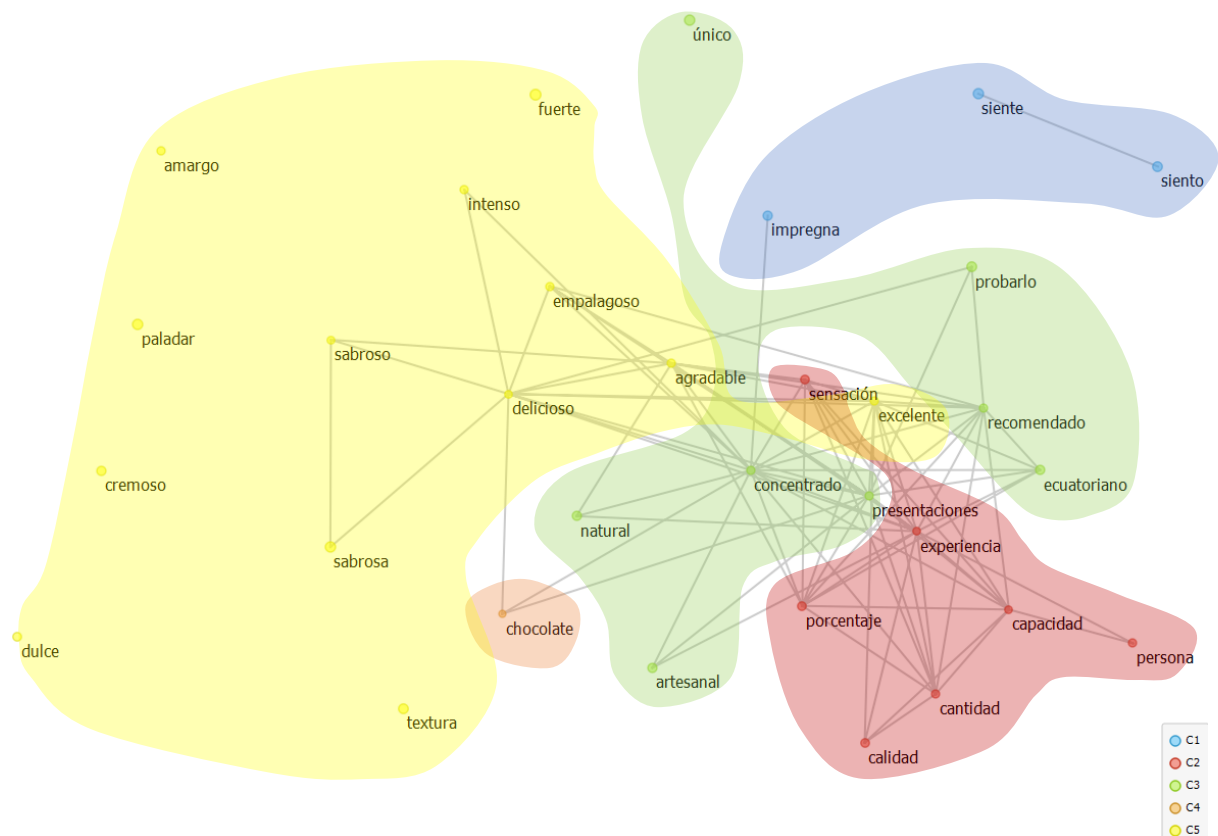 único
fuerte
siente
amargo
siento
intenso
impregna
probarlo
empalagoso
paladar
sabroso
agradable
sensación
delicioso
excelente
recomendado
cremoso
concentrado
ecuatoriano
presentaciones
natural
experiencia
sabrosa
chocolate
porcentaje
capacidad
dulce
persona
artesanal
cantidad
textura
calidad
C1
C2
C3
C4
C5